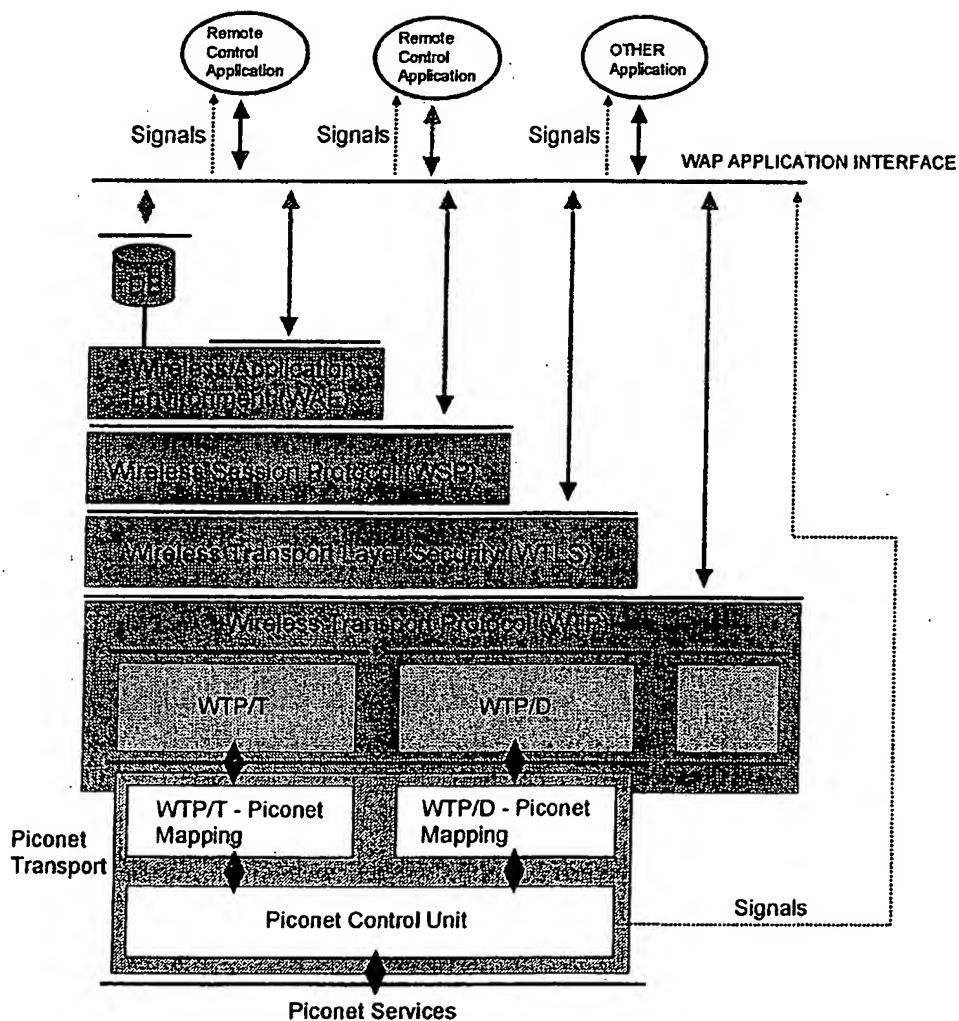 Remote
Control
Application
Remote
Control
Application
OTHER
Application
Signals
Signals
Signals
WAP APPLICATION INTERFACE
DB
Wireless Application
Environment (WAE)
Wireless Session Protocol (WSP)
Wireless Transport Layer Security (WTLS)
Wireless Transport Protocol (WTP)
WTP/T
WTP/D
WTP/T - Piconet
Mapping
WTP/D - Piconet
Mapping
Piconet
Transport
Piconet Control Unit
Signals
Piconet Services